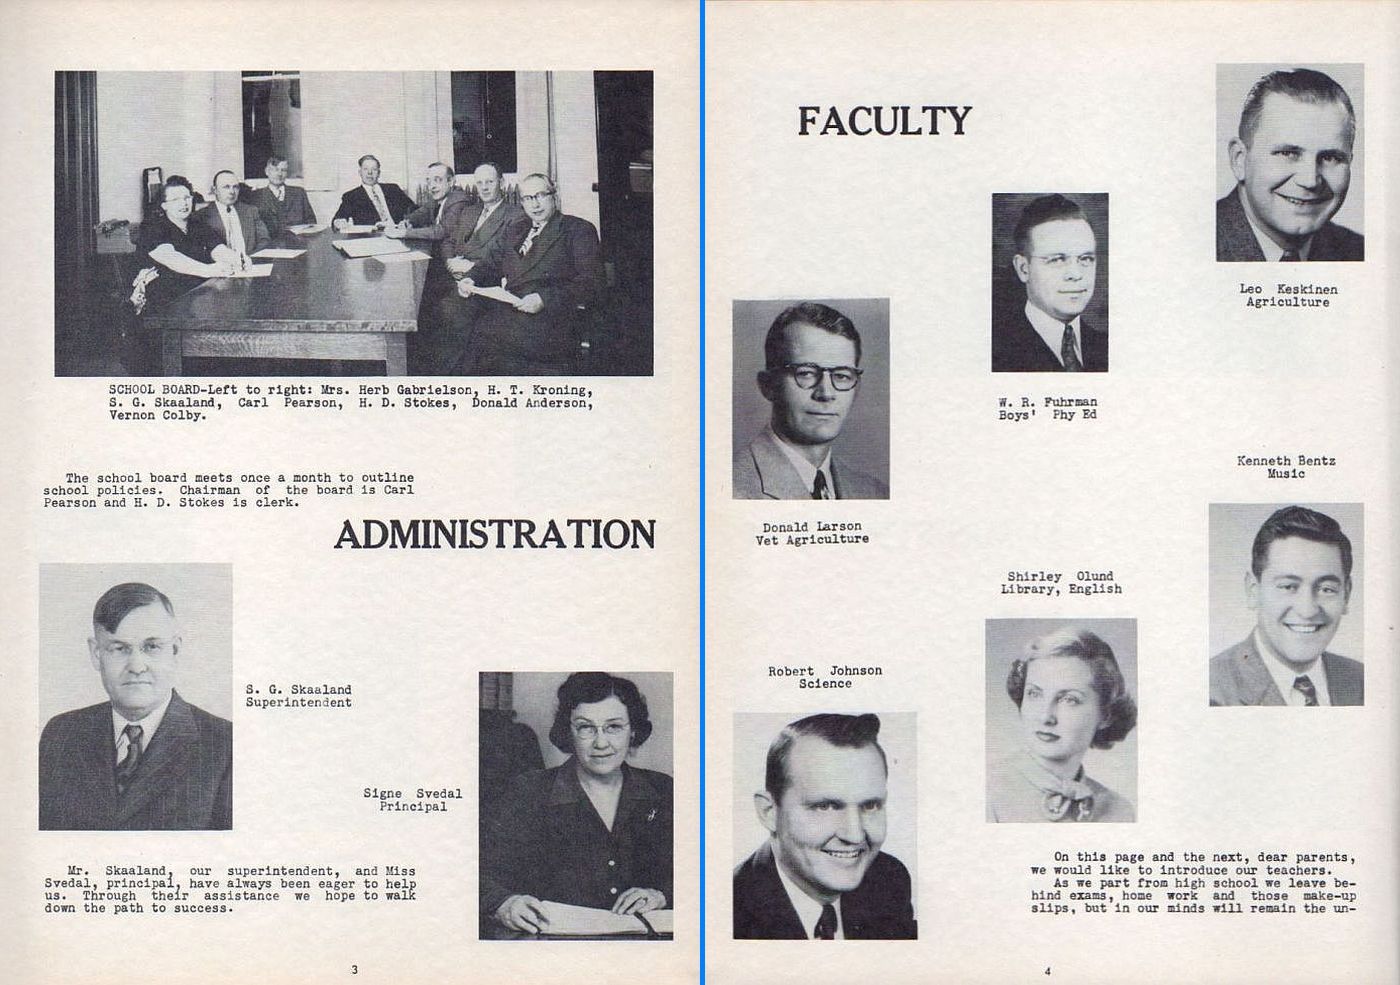 SCHOOL BOARD-Left to right: Mrs. Herb Gabrielson, H. T. Kroning,
S. G. Skaaland, Carl Pearson, H. D. Stokes, Donald Anderson,
Vernon Colby.
The school board meets once a month to outline
school policies. Chairman of the board is Carl
Pearson and H. D. Stokes is clerk.
ADMINISTRATION
S. G. Skaaland
Superintendent
Signe Svedal
Principal
Mr. Skaaland, our superintendent, and Miss
Svedal, principal, have always been eager to help
us. Through their assistance we hope to walk
down the path to success.
3
FACULTY
Leo Keskinen
Agriculture
W. R. Fuhrman
Boys' Phy Ed
Donald Larson
Vet Agriculture
Kenneth Bentz
Music
Shirley Olund
Library, English
Robert Johnson
Science
On this page and the next, dear parents,
we would like to introduce our teachers.
As we part from high school we leave be-
hind exams, home work and those make-up
slips, but in our minds will remain the un-
4